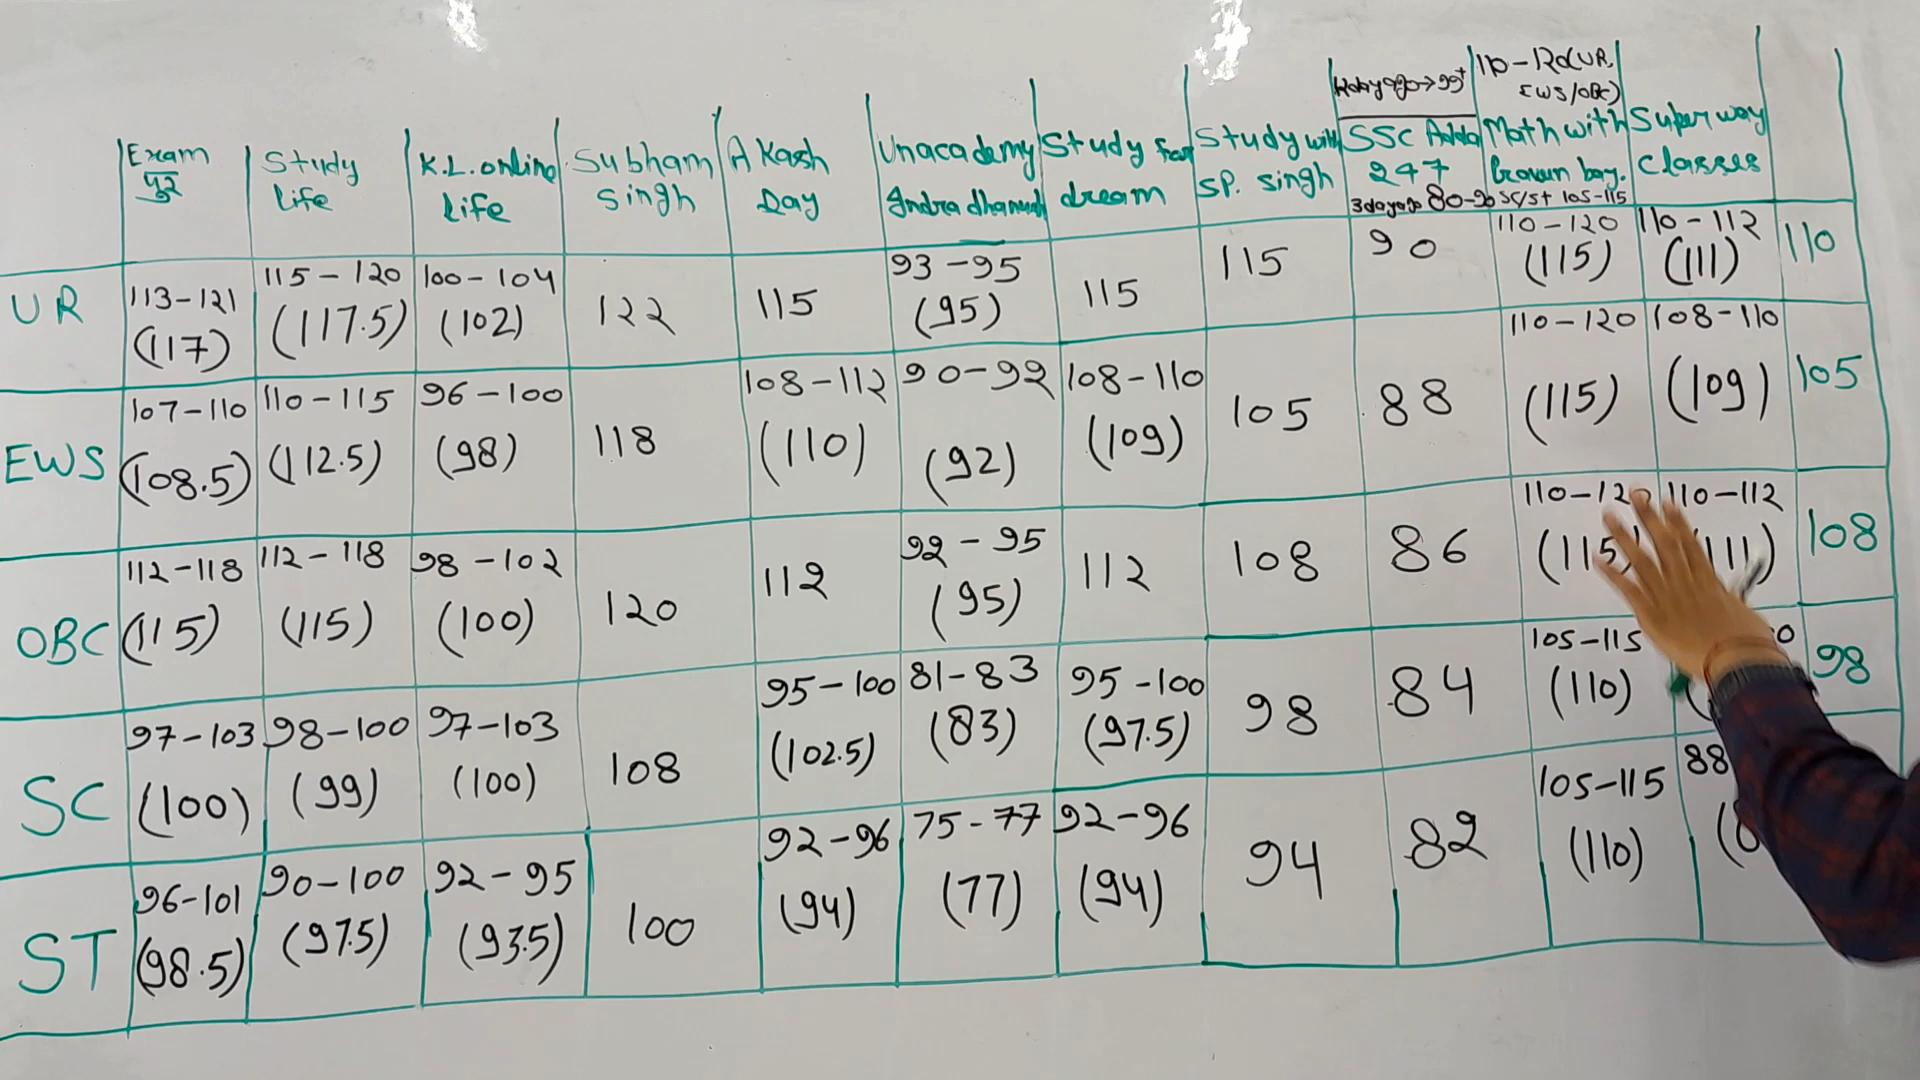 12day ago→99+
110-120(UR,
EWS/OBC)
Exam पुर
Study life
K.L. online life
Subham Singh
Akash Day
Unacademy Indradhanush
Study for dream
Study with SP. Singh
SSC Adda 247
3day ago 80-90
Math with brown boy.
SC/ST 105-115
Superway Classes
UR 113-121 (117) 115-120 (117.5) 100-104 (102) 122 115 93-95 (95) 115 115 90 110-120 (115) 110-112 (111) 110
EWS 107-110 (108.5) 110-115 (112.5) 96-100 (98) 118 108-112 (110) 90-92 (92) 108-110 (109) 105 88 110-120 (115) 108-110 (109) 105
OBC 112-118 (115) 112-118 (115) 98-102 (100) 120 112 92-95 (95) 112 108 86 110-120 (115) 110-112 (111) 108
SC 97-103 (100) 98-100 (99) 97-103 (100) 108 95-100 (102.5) 81-83 (83) 95-100 (97.5) 98 84 105-115 (110) 98
ST 96-101 (98.5) 90-100 (97.5) 92-95 (93.5) 100 92-96 (94) 75-77 (77) 92-96 (94) 94 82 105-115 (110) 88